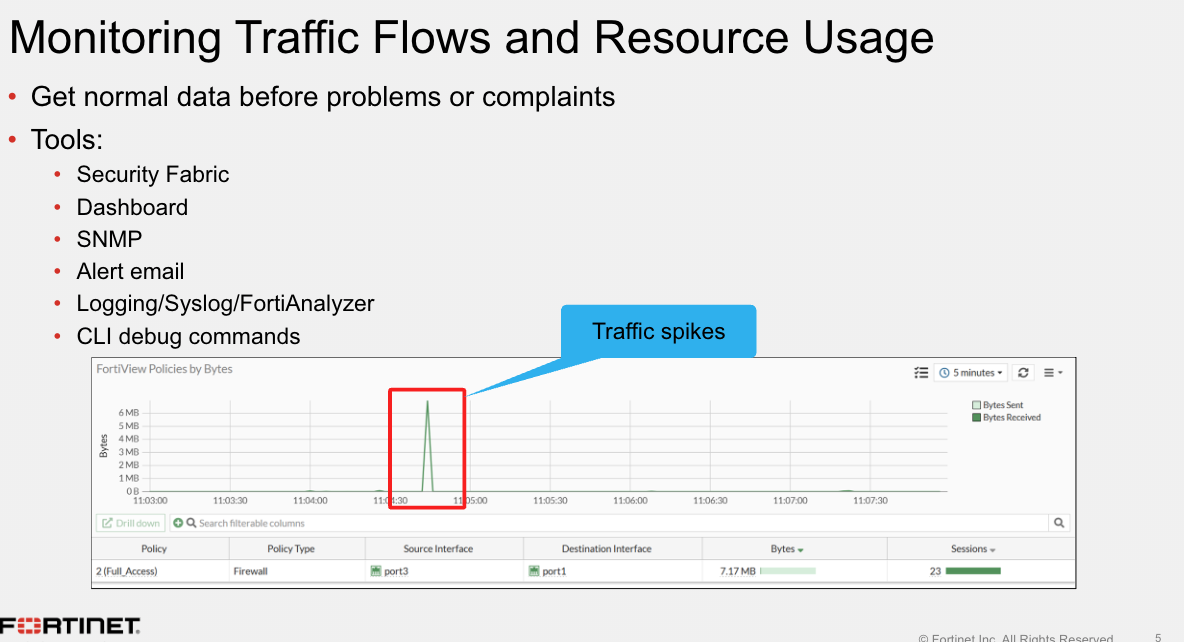 Monitoring Traffic Flows and Resource Usage
• Get normal data before problems or complaints
• Tools:
• Security Fabric
• Dashboard
• SNMP
• Alert email
• Logging/Syslog/FortiAnalyzer
• CLI debug commands
Traffic spikes
FortiView Policies by Bytes
5 minutes
Bytes Sent
Bytes Received
Bytes
6 MB
5 MB
4 MB
3 MB
2 MB
1 MB
0 B
11:03:00 11:03:30 11:04:00 11:04:30 11:05:00 11:05:30 11:06:00 11:06:30 11:07:00 11:07:30
Drill down Search filterable columns
Policy Policy Type Source Interface Destination Interface Bytes Sessions
2 (Full_Access) Firewall port3 port1 7.17 MB 23
FORTINET
© Fortinet Inc. All Rights Reserved. 5